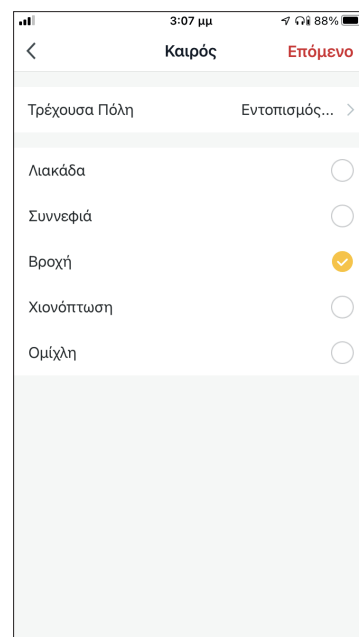 3:07 μμ 88%
Καιρός Επόμενο
Τρέχουσα Πόλη Εντοπισμός...
Λιακάδα
Συννεφιά
Βροχή
Χιονόπτωση
Ομίχλη